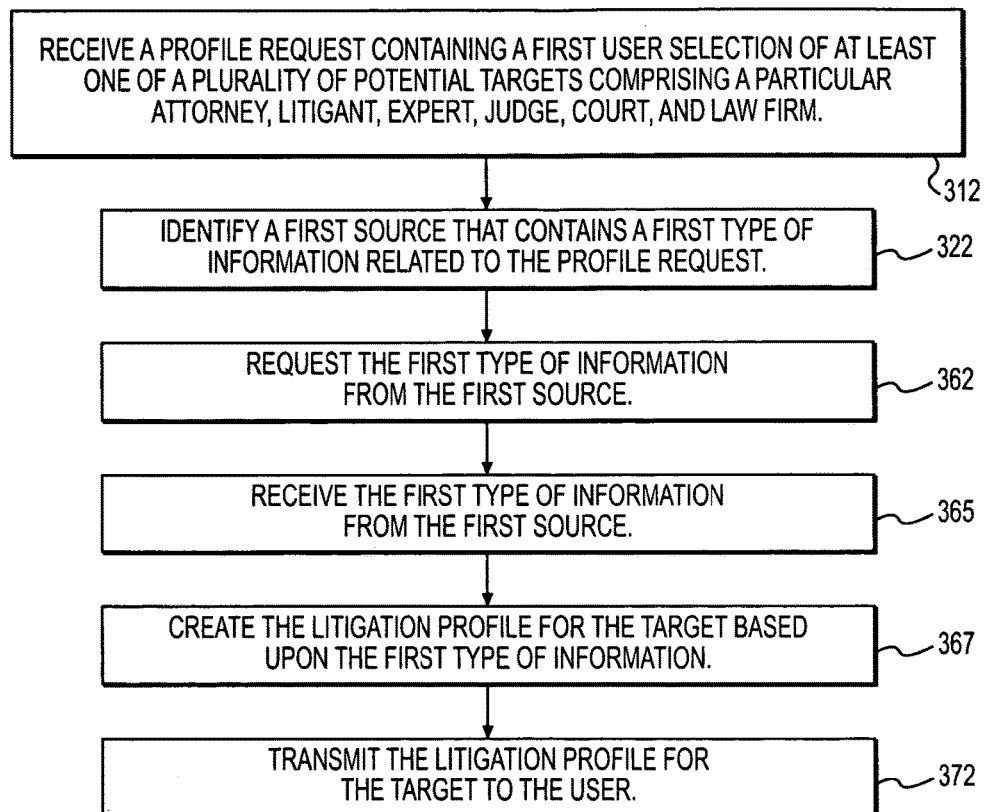 RECEIVE A PROFILE REQUEST CONTAINING A FIRST USER SELECTION OF AT LEAST
ONE OF A PLURALITY OF POTENTIAL TARGETS COMPRISING A PARTICULAR
ATTORNEY, LITIGANT, EXPERT, JUDGE, COURT, AND LAW FIRM.
312
IDENTIFY A FIRST SOURCE THAT CONTAINS A FIRST TYPE OF
INFORMATION RELATED TO THE PROFILE REQUEST.
322
REQUEST THE FIRST TYPE OF INFORMATION
FROM THE FIRST SOURCE.
362
RECEIVE THE FIRST TYPE OF INFORMATION
FROM THE FIRST SOURCE.
365
CREATE THE LITIGATION PROFILE FOR THE TARGET BASED
UPON THE FIRST TYPE OF INFORMATION.
367
TRANSMIT THE LITIGATION PROFILE FOR
THE TARGET TO THE USER.
372